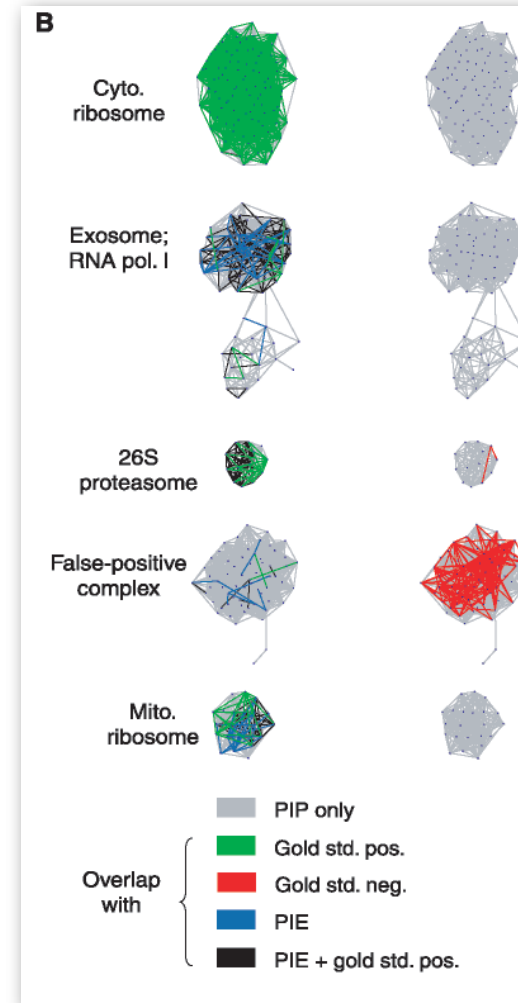 B
Cyto.
ribosome
Exosome;
RNA pol. I
26S
proteasome
False-positive
complex
Mito.
ribosome
PIP only
Gold std. pos.
Gold std. neg.
PIE
PIE + gold std. pos.
Overlap
with